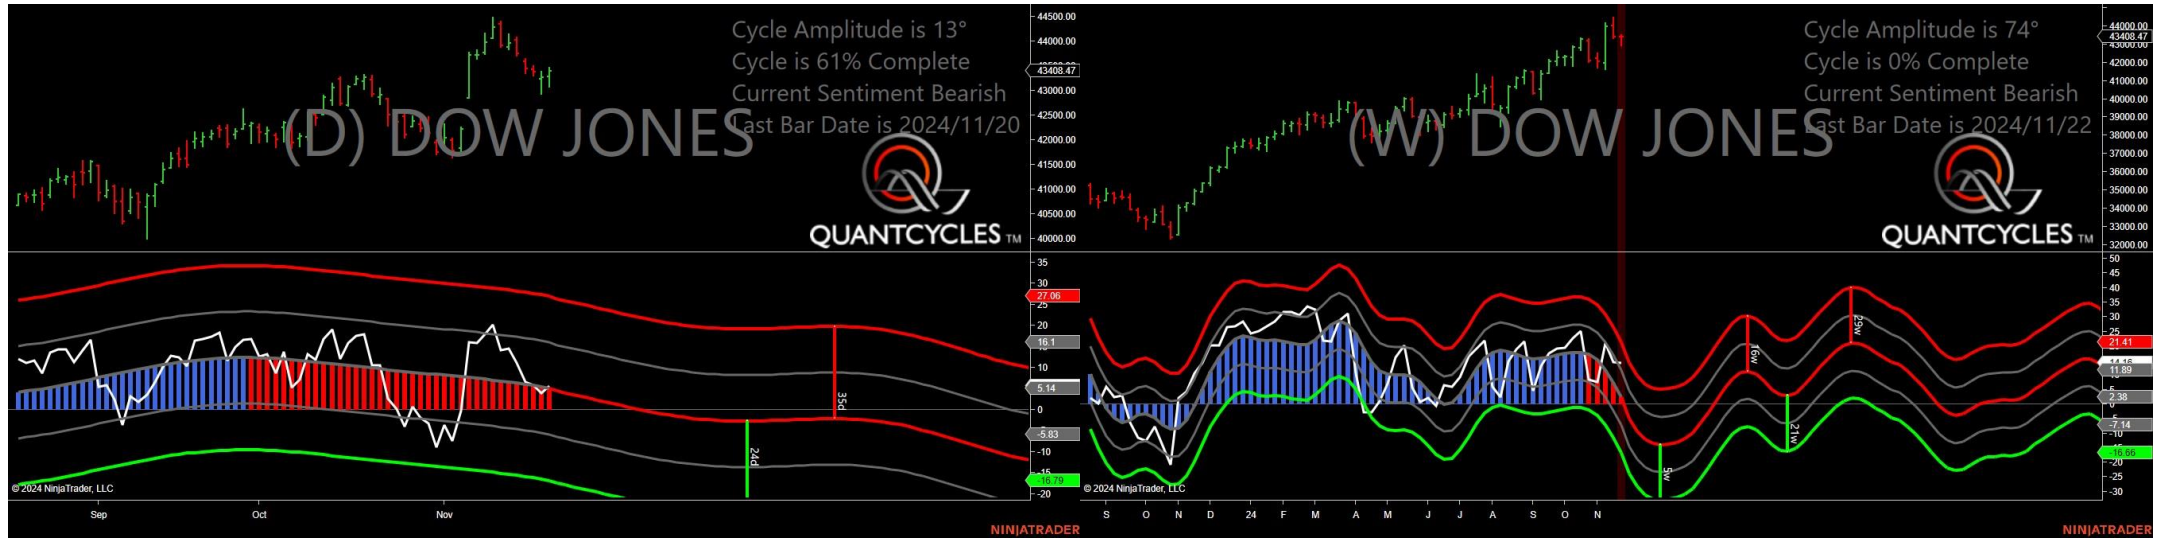 Cycle Amplitude is 13°
Cycle is 61% Complete
Current Sentiment Bearish
Last Bar Date is 2024/11/20
(D) DOW JONES
QUANTCYCLES TM
44500.00
44000.00
43408.47
43000.00
42500.00
42000.00
41500.00
41000.00
40500.00
40000.00
35
30
27.06
25
20
16.1
10
5.14
0
-5.83
-10
-15
-16.79
-20
35d
24d
© 2024 NinjaTrader, LLC
Sep Oct Nov
NINJATRADER
Cycle Amplitude is 74°
Cycle is 0% Complete
Current Sentiment Bearish
Last Bar Date is 2024/11/22
(W) DOW JONES
QUANTCYCLES TM
44000.00
43408.47
43000.00
42000.00
41000.00
40000.00
39000.00
38000.00
37000.00
36000.00
35000.00
34000.00
33000.00
32000.00
50
45
40
35
30
25
21.41
14.16
11.89
2.38
-7.14
-10
-16.66
-20
-25
-30
16w
29w
21w
5w
© 2024 NinjaTrader, LLC
S O N D 24 F M A M J J A S O N
NINJATRADER